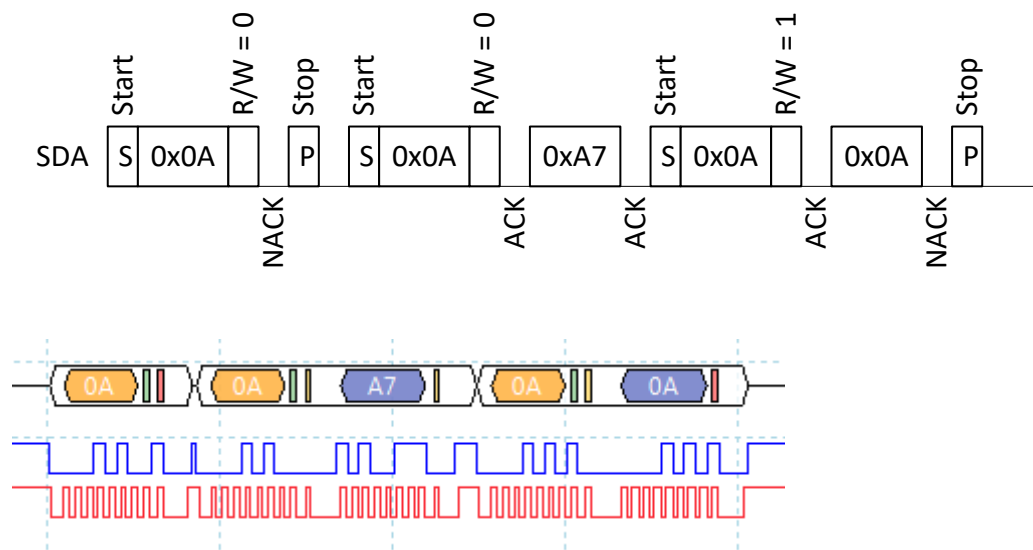 Start
R/W = 0
Stop
Start
R/W = 0
Start
R/W = 1
Stop
SDA S 0x0A P S 0x0A 0xA7 S 0x0A 0x0A P
NACK
ACK
ACK
ACK
NACK
0A 0A A7 0A 0A